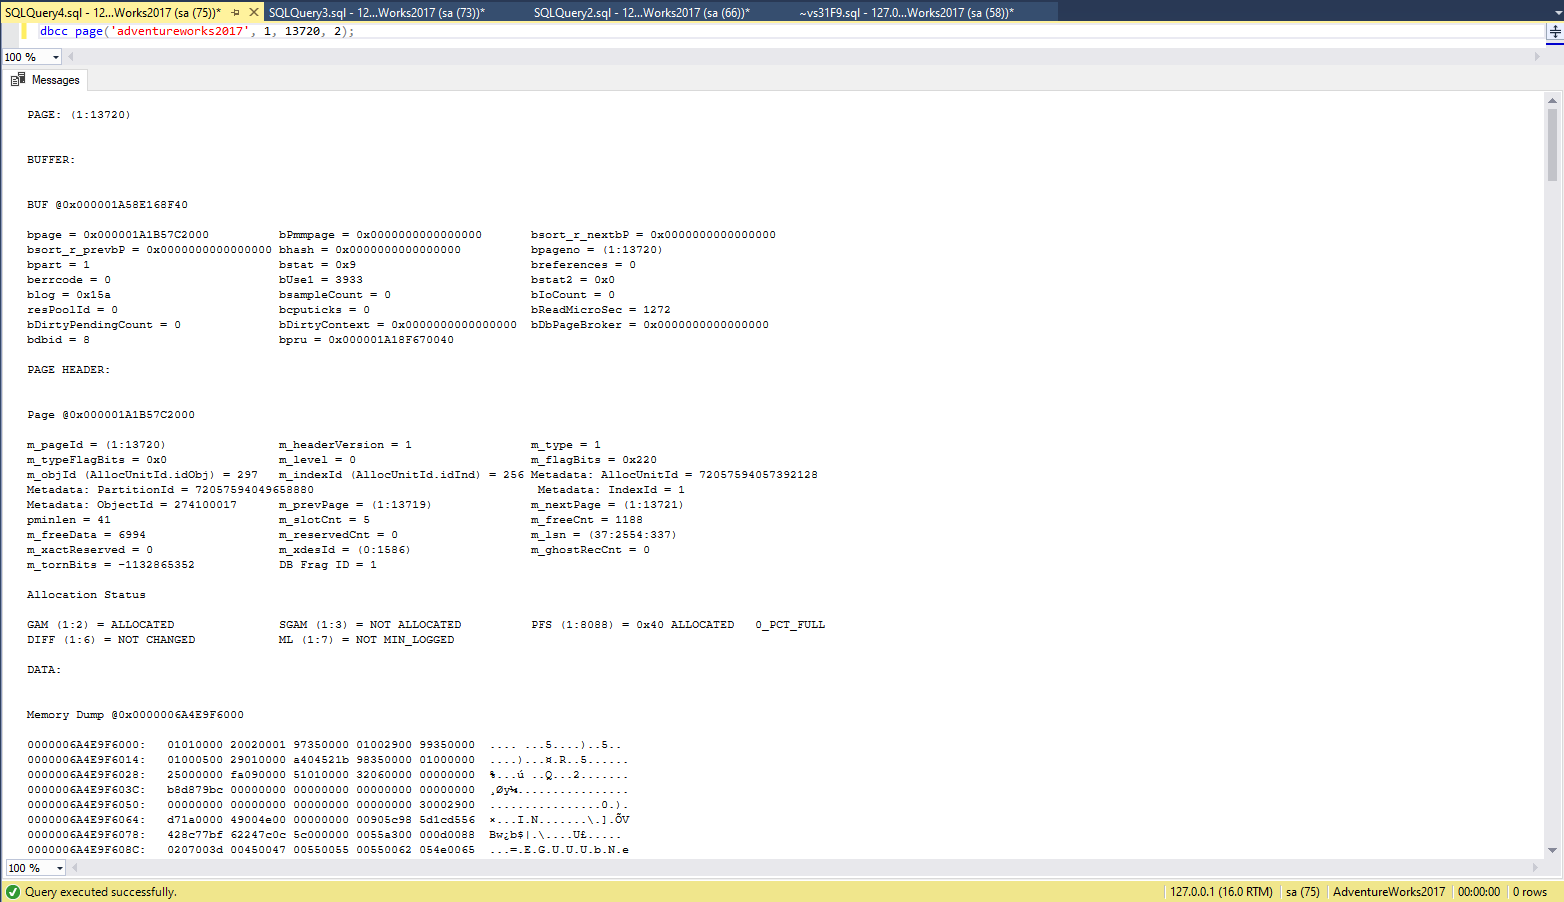 SQLQuery4.sql - 12...Works2017 (sa (75))* SQLQuery3.sql - 12...Works2017 (sa (73))* SQLQuery2.sql - 12...Works2017 (sa (66))* ~vs31F9.sql - 127.0...Works2017 (sa (58))*
dbcc page('adventureworks2017', 1, 13720, 2);
100 %
Messages
PAGE: (1:13720)
BUFFER:
BUF @0x000001A58E168F40
bpage = 0x000001A1B57C2000 bPmmpage = 0x0000000000000000 bsort_r_nextbP = 0x0000000000000000
bsort_r_prevbP = 0x0000000000000000 bhash = 0x0000000000000000 bpageno = (1:13720)
bpart = 1 bstat = 0x9 breferences = 0
berrcode = 0 bUse1 = 3933 bstat2 = 0x0
blog = 0x15a bsampleCount = 0 bIoCount = 0
resPoolId = 0 bcputicks = 0 bReadMicroSec = 1272
bDirtyPendingCount = 0 bDirtyContext = 0x0000000000000000 bDbPageBroker = 0x0000000000000000
bdbid = 8 bpru = 0x000001A18F670040
PAGE HEADER:
Page @0x000001A1B57C2000
m_pageId = (1:13720) m_headerVersion = 1 m_type = 1
m_typeFlagBits = 0x0 m_level = 0 m_flagBits = 0x220
m_objId (AllocUnitId.idObj) = 297 m_indexId (AllocUnitId.idInd) = 256 Metadata: AllocUnitId = 72057594057392128
Metadata: PartitionId = 72057594049658880 Metadata: IndexId = 1
Metadata: ObjectId = 274100017 m_prevPage = (1:13719) m_nextPage = (1:13721)
pminlen = 41 m_slotCnt = 5 m_freeCnt = 1188
m_freeData = 6994 m_reservedCnt = 0 m_lsn = (37:2554:337)
m_xactReserved = 0 m_xdesId = (0:1586) m_ghostRecCnt = 0
m_tornBits = -1132865352 DB Frag ID = 1
Allocation Status
GAM (1:2) = ALLOCATED SGAM (1:3) = NOT ALLOCATED PFS (1:8088) = 0x40 ALLOCATED 0_PCT_FULL
DIFF (1:6) = NOT CHANGED ML (1:7) = NOT MIN_LOGGED
DATA:
Memory Dump @0x0000006A4E9F6000
0000006A4E9F6000: 01010000 20020001 97350000 01002900 99350000 .... ...5....)..5..
0000006A4E9F6014: 01000500 29010000 a404521b 98350000 01000000 ....)...¤.R..5......
0000006A4E9F6028: 25000000 fa090000 51010000 32060000 00000000 %...ú ..Q...2.......
0000006A4E9F603C: b8d879bc 00000000 00000000 00000000 00000000 ¸Øy¼................
0000006A4E9F6050: 00000000 00000000 00000000 00000000 30002900 ................0.).
0000006A4E9F6064: d71a0000 49004e00 00000000 00905c98 5d1cd556 ×...I.N.......\.].ÕV
0000006A4E9F6078: 428c77bf 62247c0c 5c000000 0055a300 000d0088 Bw¿b$|.\....U£.....
0000006A4E9F608C: 0207003d 00450047 00550055 00550062 054e0065 ...=.E.G.U.U.U.b.N.e
100 %
Query executed successfully. 127.0.0.1 (16.0 RTM) sa (75) AdventureWorks2017 00:00:00 0 rows